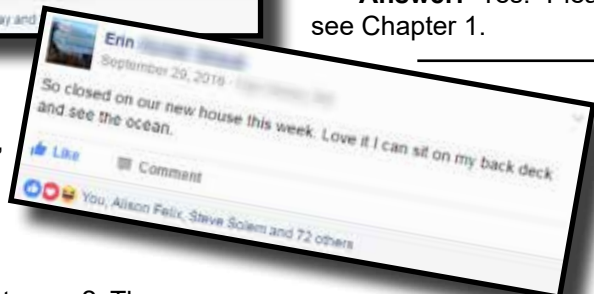 ay and
Answer:
see Chapter 1.
Erin
September 29, 2016
So closed on our new house this week. Love it I can sit on my back deck
and see the ocean.
Like Comment
You, Alison Felix, Steve Solem and 72 others